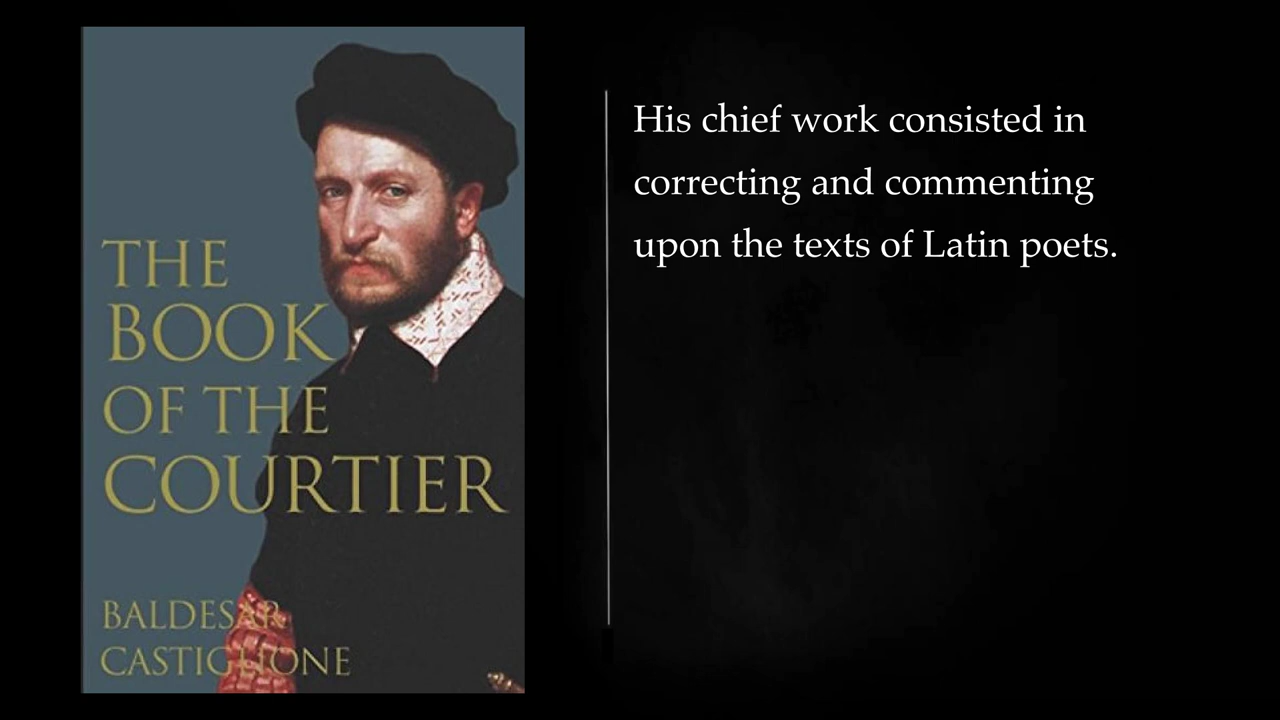 THE
BOOK
OF THE
COURTIER
BALDESAR
CASTIGLIONE
His chief work consisted in
correcting and commenting
upon the texts of Latin poets.